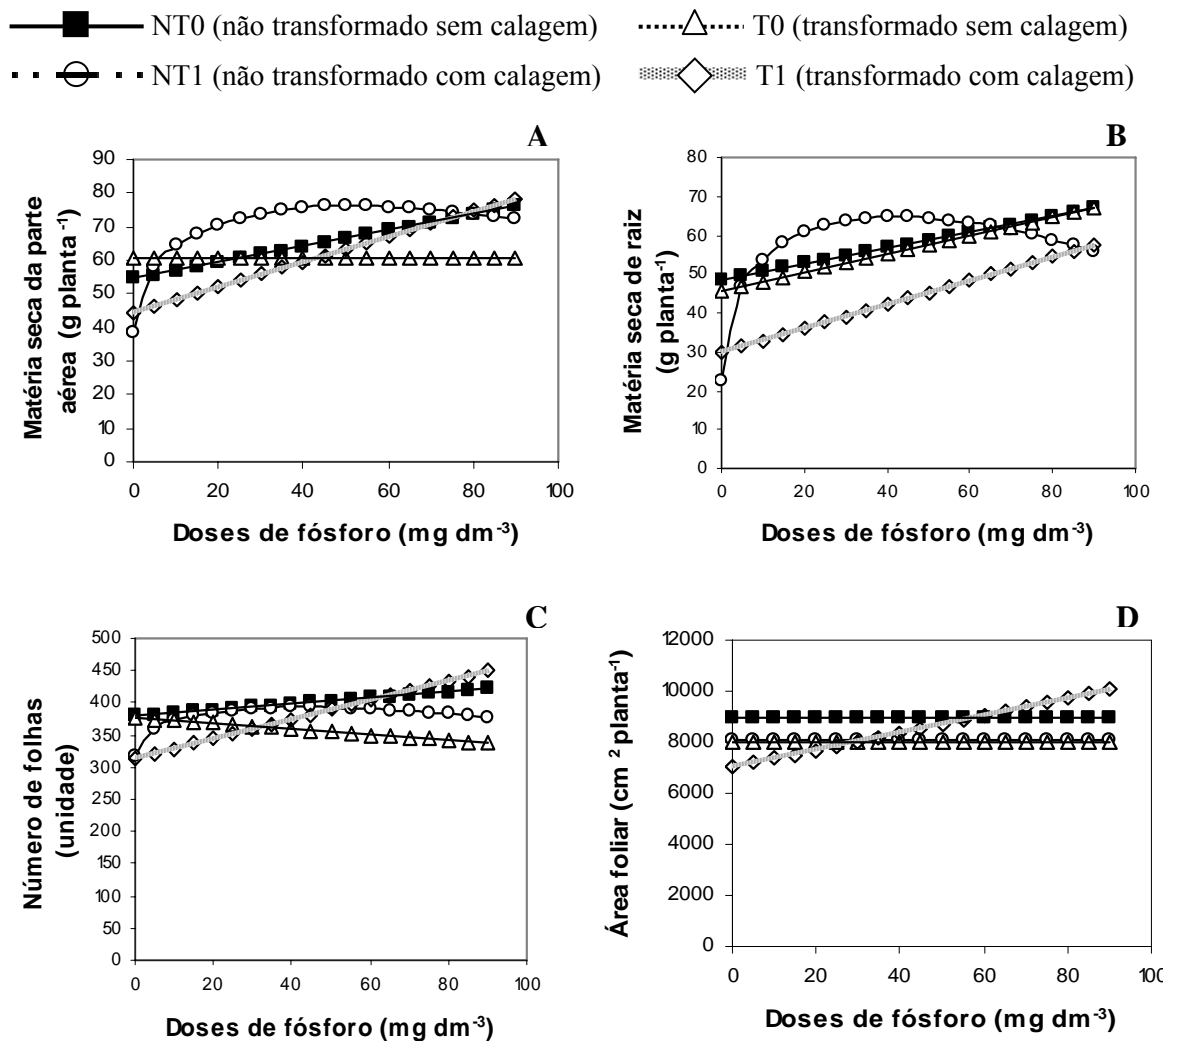 NT0 (não transformado sem calagem)
T0 (transformado sem calagem)
NT1 (não transformado com calagem)
T1 (transformado com calagem)
A
Matéria seca da parte
aérea (g planta⁻¹)
90
80
70
60
50
40
30
20
10
0
0 20 40 60 80 100
Doses de fósforo (mg dm⁻³)
B
Matéria seca de raiz
(g planta⁻¹)
80
70
60
50
40
30
20
10
0
0 20 40 60 80 100
Doses de fósforo (mg dm⁻³)
C
Número de folhas
(unidade)
500
450
400
350
300
250
200
150
100
50
0
0 20 40 60 80 100
Doses de fósforo (mg dm⁻³)
D
Área foliar (cm ² planta⁻¹)
12000
10000
8000
6000
4000
2000
0
0 20 40 60 80 100
Doses de fósforo (mg dm⁻³)